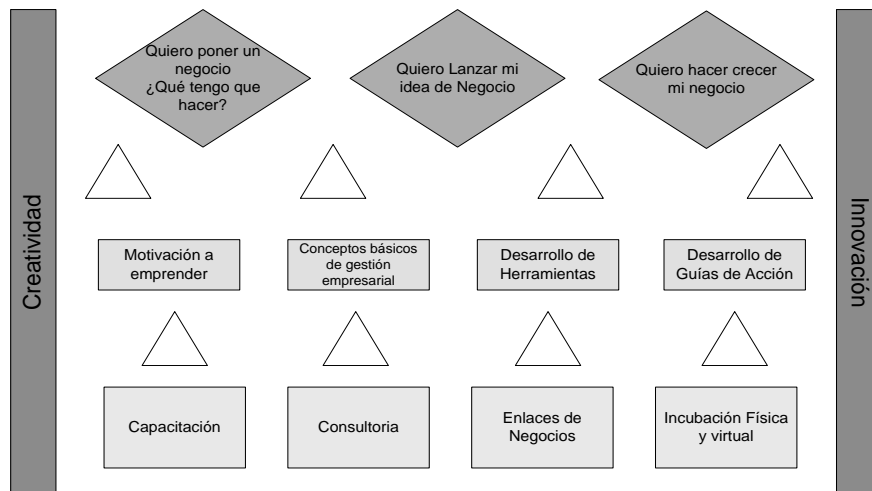 Quiero poner un
negocio
¿Qué tengo que
hacer?
Quiero Lanzar mi
idea de Negocio
Quiero hacer crecer
mi negocio
Creatividad
Innovación
Motivación a
emprender
Conceptos básicos
de gestión
empresarial
Desarrollo de
Herramientas
Desarrollo de
Guías de Acción
Capacitación
Consultoria
Enlaces de
Negocios
Incubación Física
y virtual